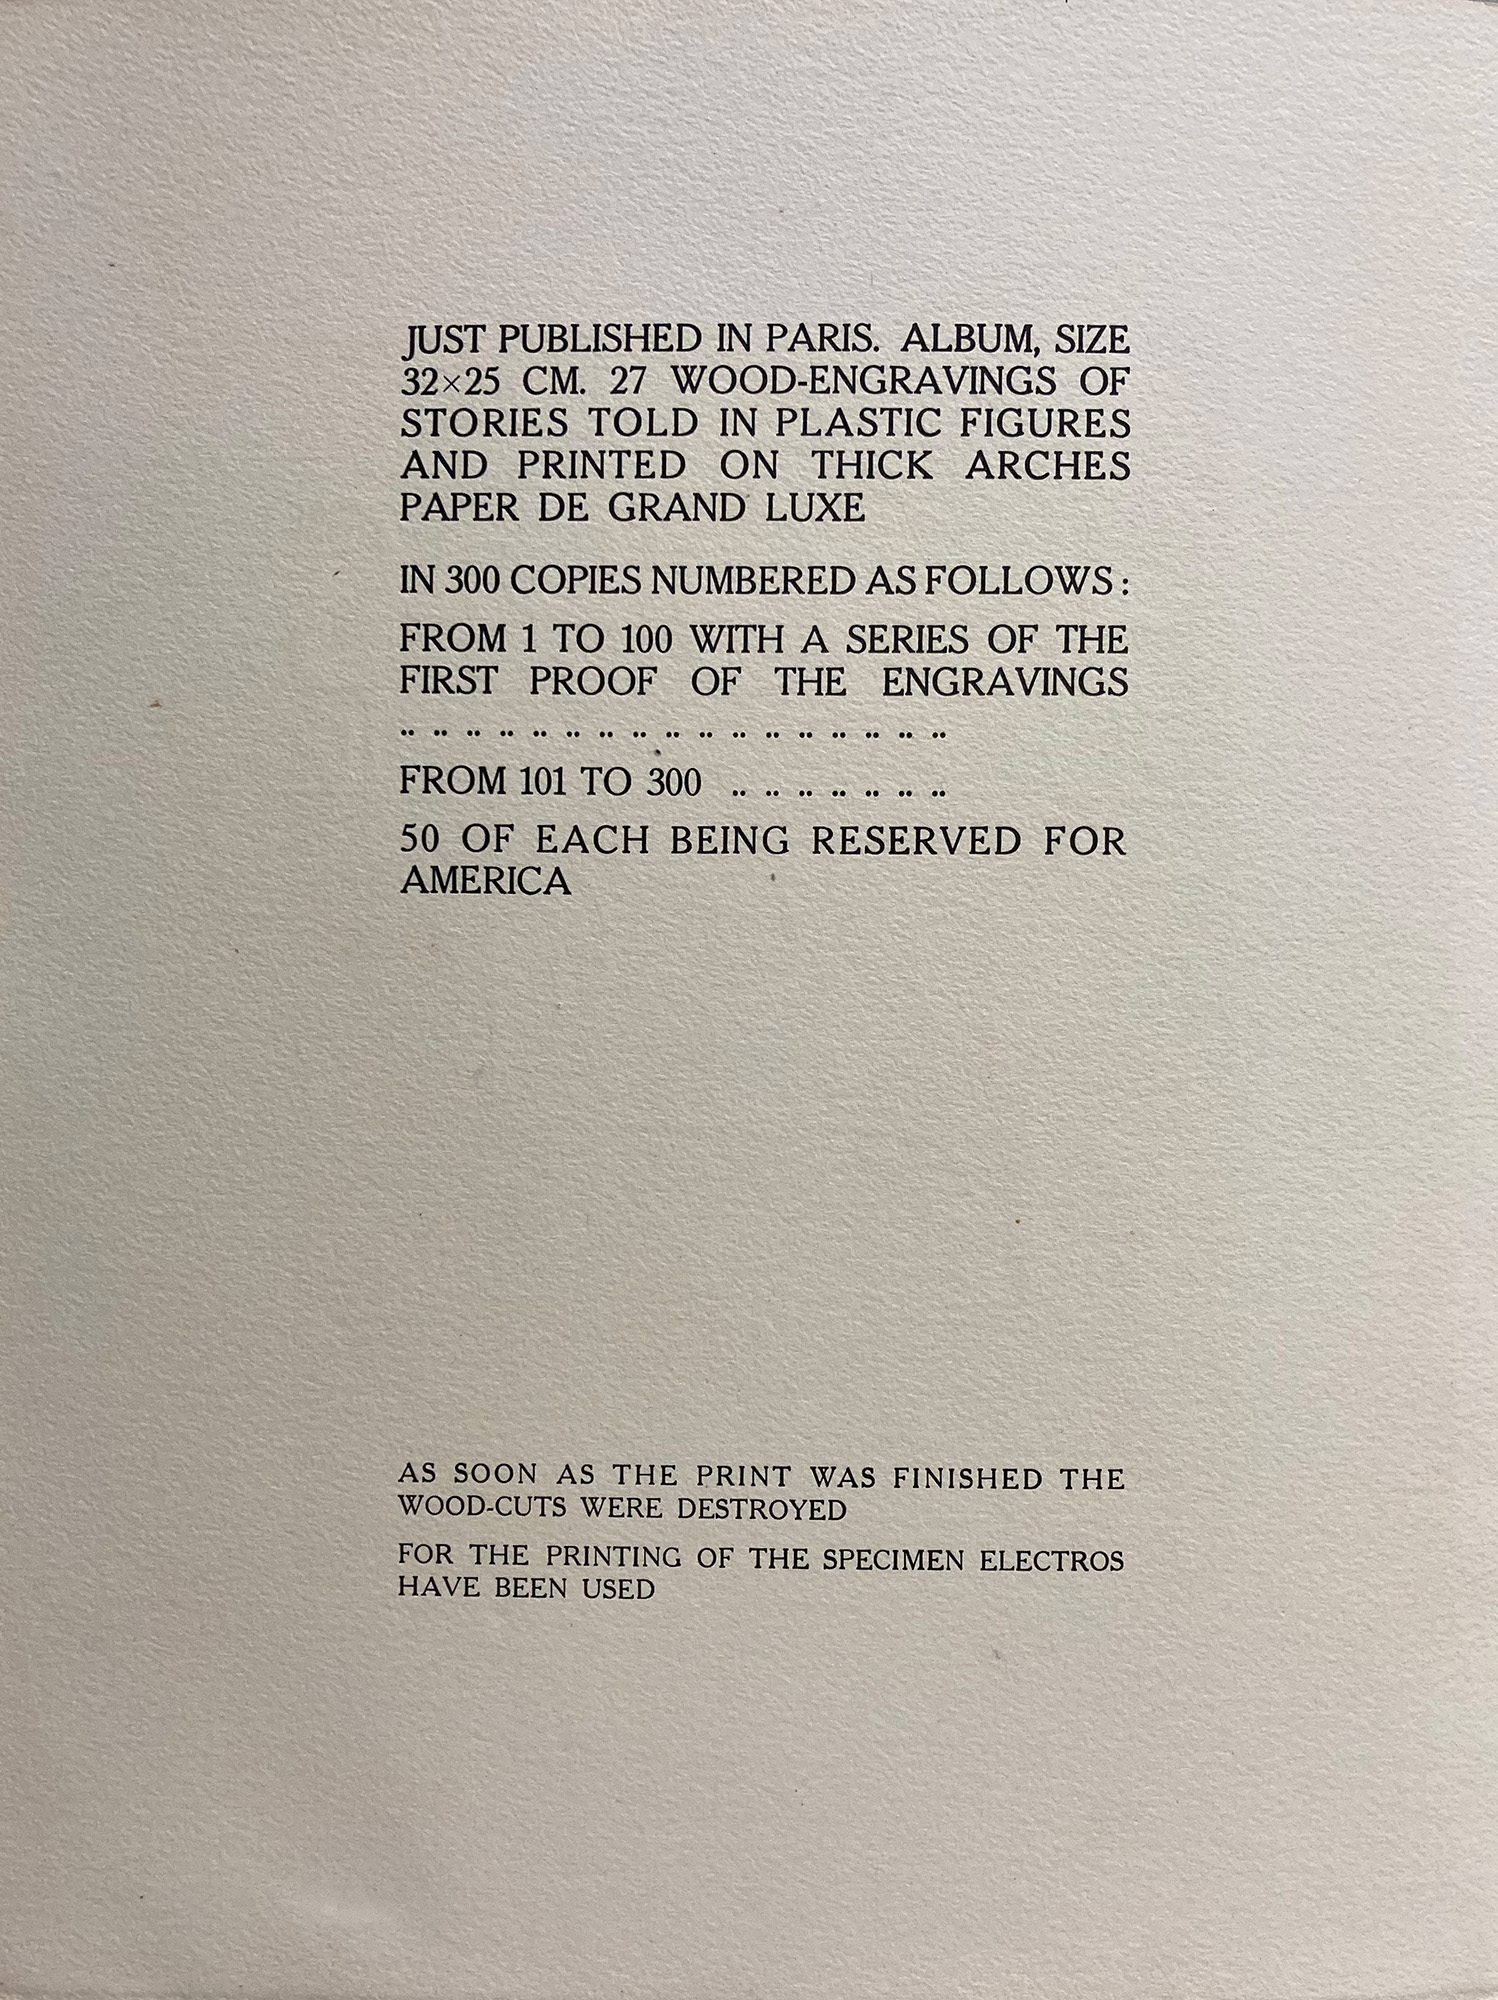 JUST PUBLISHED IN PARIS. ALBUM, SIZE
32×25 CM. 27 WOOD-ENGRAVINGS OF
STORIES TOLD IN PLASTIC FIGURES
AND PRINTED ON THICK ARCHES
PAPER DE GRAND LUXE
IN 300 COPIES NUMBERED AS FOLLOWS:
FROM 1 TO 100 WITH A SERIES OF THE
FIRST PROOF OF THE ENGRAVINGS
.. .. .. .. .. .. .. .. .. .. .. .. .. .. .. .. ..
FROM 101 TO 300 .. .. .. .. .. .. ..
50 OF EACH BEING RESERVED FOR
AMERICA
AS SOON AS THE PRINT WAS FINISHED THE
WOOD-CUTS WERE DESTROYED
FOR THE PRINTING OF THE SPECIMEN ELECTROS
HAVE BEEN USED